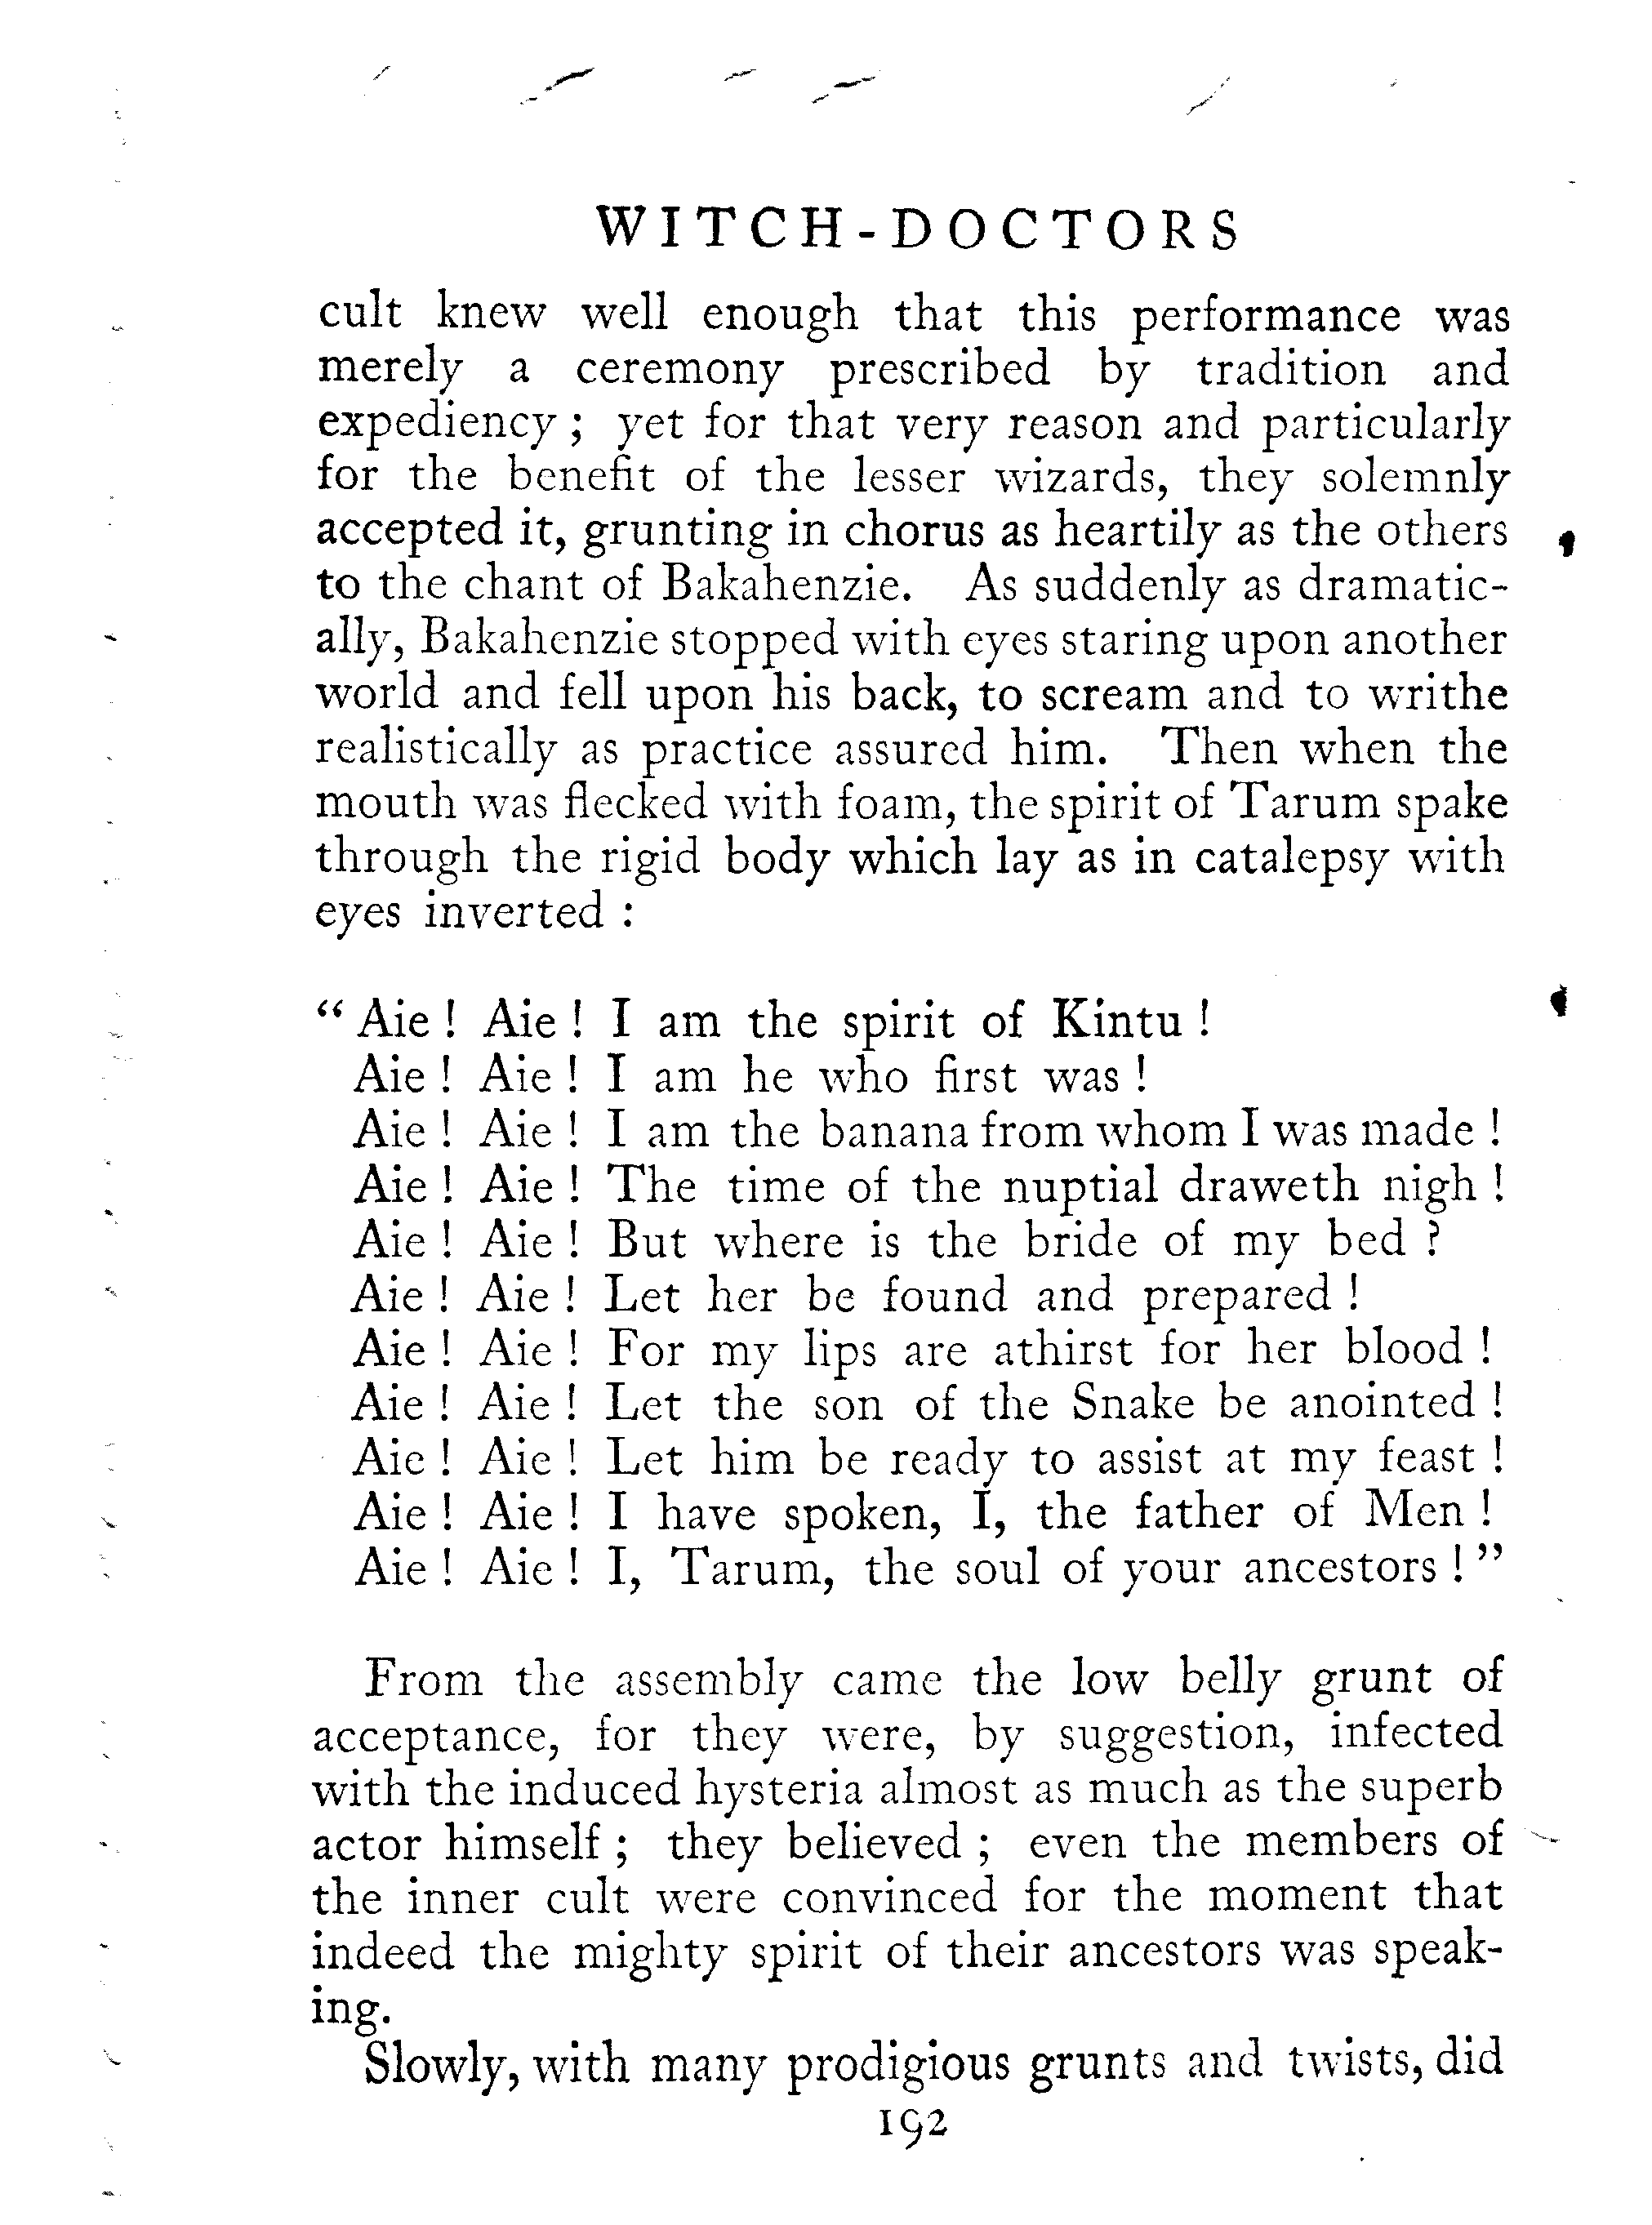 WITCH-DOCTORS
cult knew well enough that this performance was
merely a ceremony prescribed by tradition and
expediency ; yet for that very reason and particularly
for the benefit of the lesser wizards, they solemnly
accepted it, grunting in chorus as heartily as the others
to the chant of Bakahenzie. As suddenly as dramatic-
ally, Bakahenzie stopped with eyes staring upon another
world and fell upon his back, to scream and to writhe
realistically as practice assured him. Then when the
mouth was flecked with foam, the spirit of Tarum spake
through the rigid body which lay as in catalepsy with
eyes inverted :
“ Aie ! Aie ! I am the spirit of Kintu !
Aie ! Aie ! I am he who first was !
Aie ! Aie ! I am the banana from whom I was made !
Aie ! Aie ! The time of the nuptial draweth nigh !
Aie ! Aie ! But where is the bride of my bed ?
Aie ! Aie ! Let her be found and prepared !
Aie ! Aie ! For my lips are athirst for her blood !
Aie ! Aie ! Let the son of the Snake be anointed !
Aie ! Aie ! Let him be ready to assist at my feast !
Aie ! Aie ! I have spoken, I, the father of Men !
Aie ! Aie ! I, Tarum, the soul of your ancestors ! ”
From the assembly came the low belly grunt of
acceptance, for they were, by suggestion, infected
with the induced hysteria almost as much as the superb
actor himself ; they believed ; even the members of
the inner cult were convinced for the moment that
indeed the mighty spirit of their ancestors was speak-
ing.
Slowly, with many prodigious grunts and twists, did
192